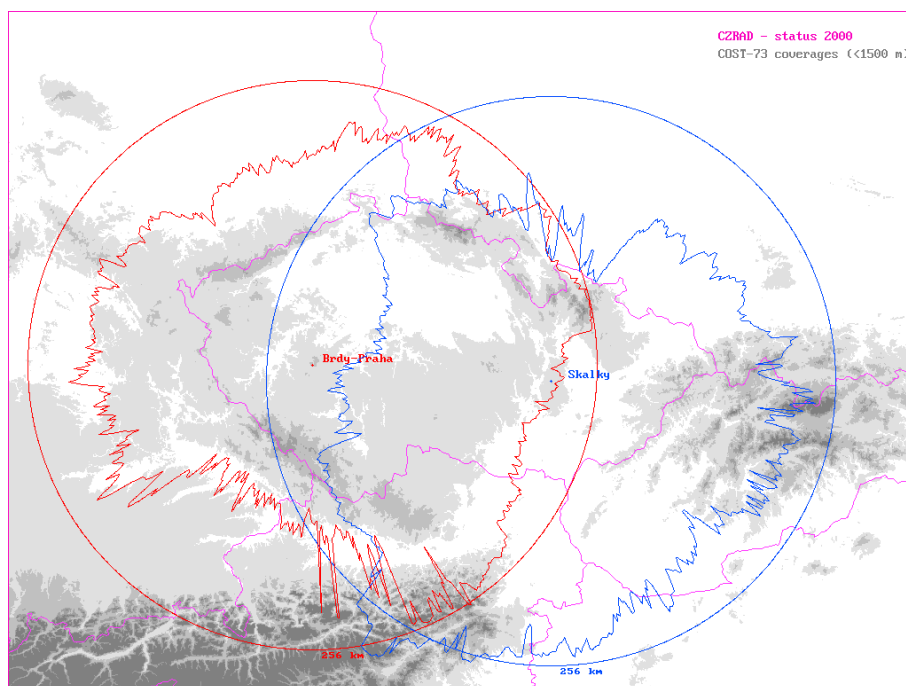 CZRAD - status 2000
COST-73 coverages (<1500 m)
Brdy-Praha
Skalky
256 km
256 km